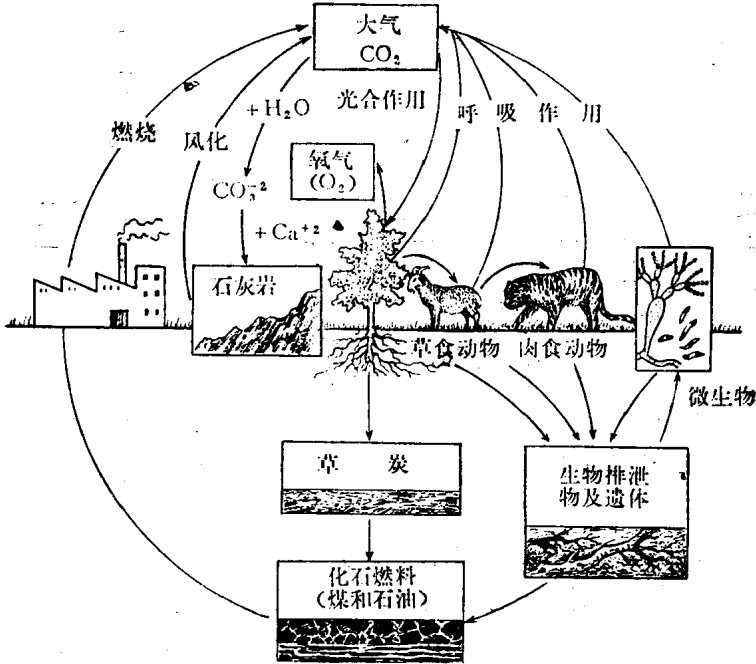 大气
CO₂
燃烧
风化
+H₂O
光合作用
呼吸作用
氧气
(O₂)
CO₃⁻²
+Ca⁺²
石灰岩
草食动物
肉食动物
微生物
草炭
生物排泄
物及遗体
化石燃料
(煤和石油)